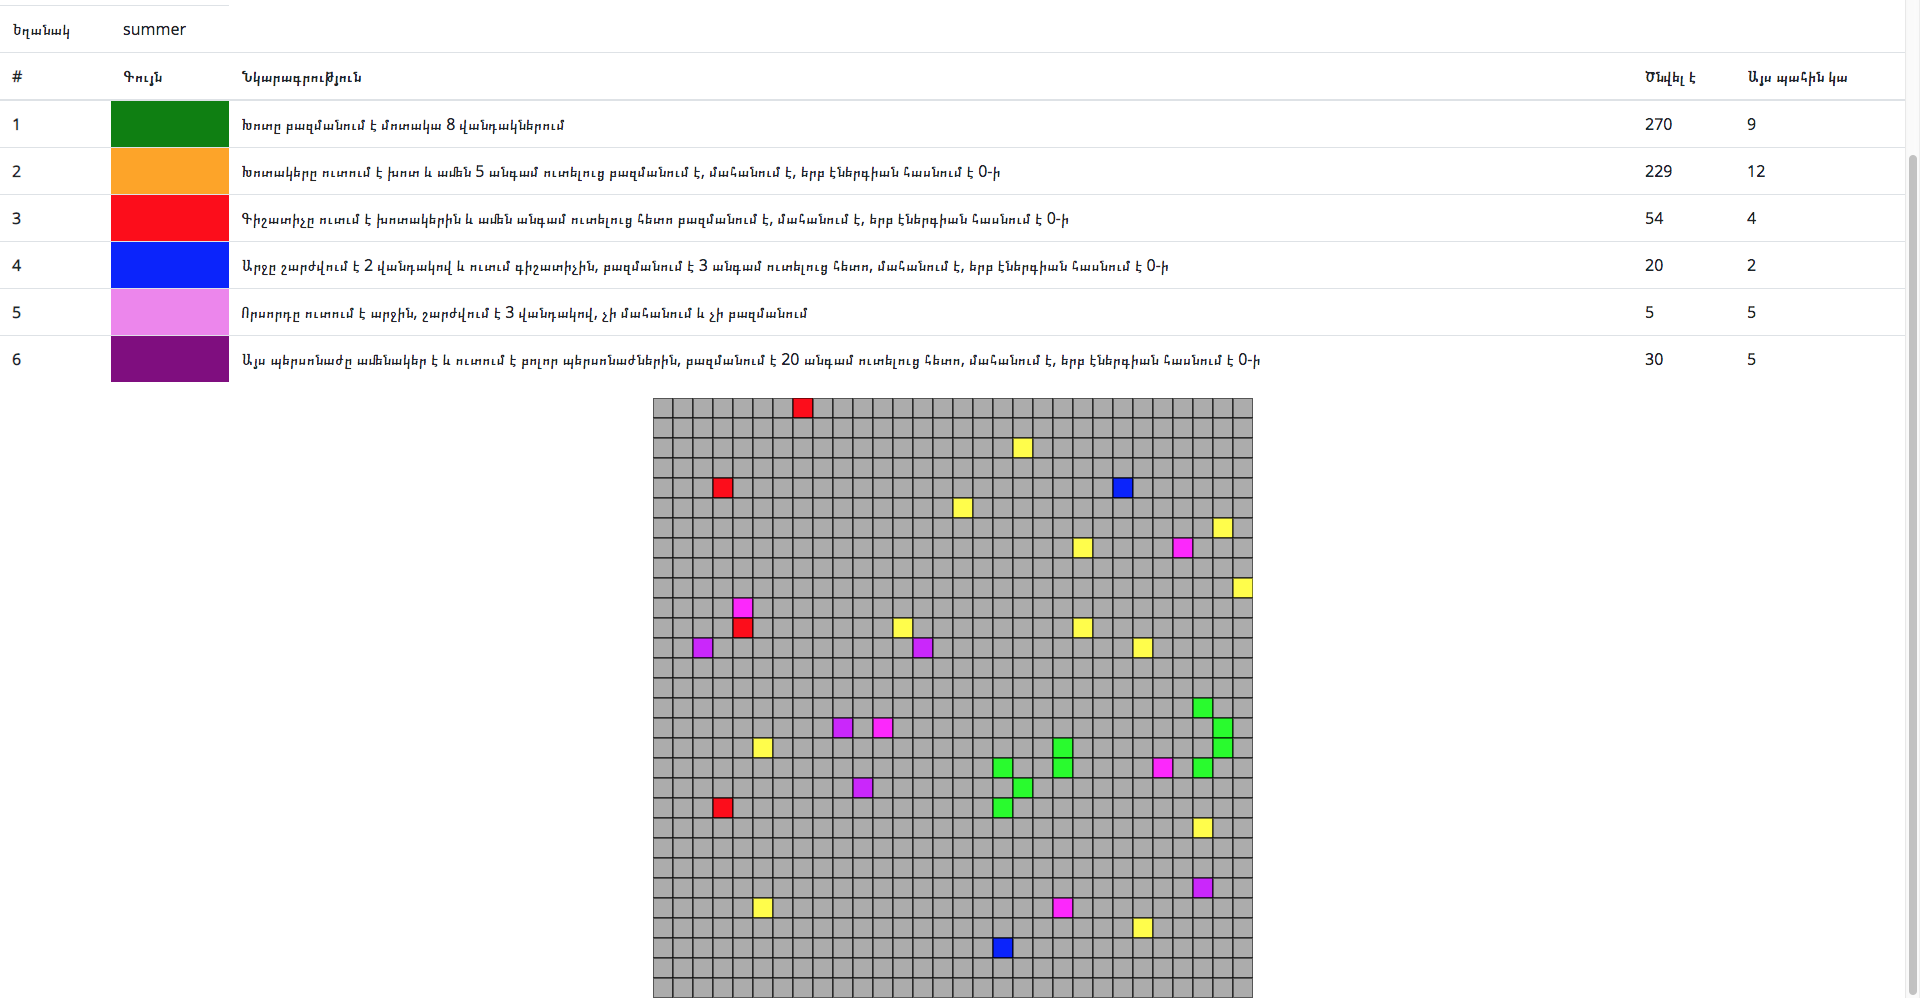 Եղանակ summer
# Գույն Նկարագրություն Ծնվել է Այս պահին կա
1 Խոտը բազմանում է մոտակա 8 վանդակներում 270 9
2 Խոտակերը ուտում է խոտ և ամեն 5 անգամ ուտելուց բազմանում է, մահանում է, երբ էներգիան հասնում է 0-ի 229 12
3 Գիշատիչը ուտւմ է խոտակերին և ամեն անգամ ուտելուց հետո բազմանում է, մահանում է, երբ էներգիան հասնում է 0-ի 54 4
4 Արջը շարժվում է 2 վանդակով և ուտւմ գիշատիչին, բազմանում է 3 անգամ ուտելուց հետո, մահանում է, երբ էներգիան հասնում է 0-ի 20 2
5 Որսորդը ուտում է արջին, շարժվում է 3 վանդակով, չի մահանում և չի բազմանում 5 5
6 Այս պերսոնաժը ամենակեր է և ուտում է բոլոր պերսոնաժներին, բազմանում է 20 անգամ ուտելուց հետո, մահանում է, երբ էներգիան հասնում է 0-ի 30 5